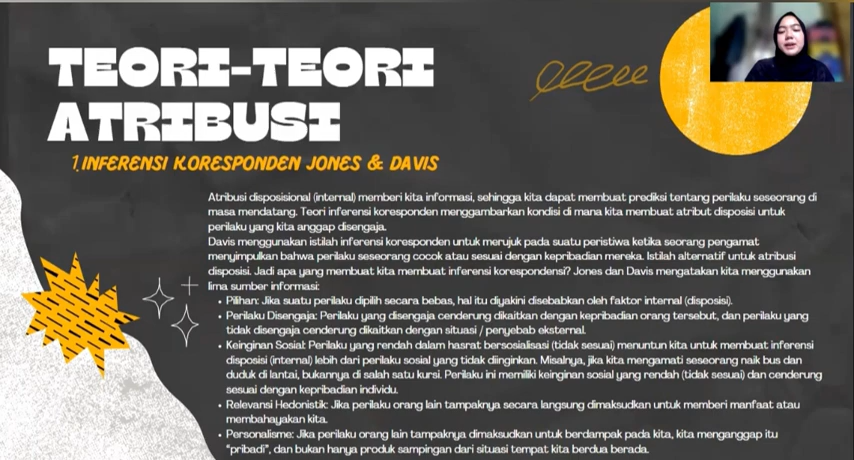 TEORI-TEORI
ATRIBUSI
1. INFERENSI KORESPONDEN JONES & DAVIS
Atribusi disposisional (internal) memberi kita informasi, sehingga kita dapat membuat prediksi tentang perilaku seseorang di
masa mendatang. Teori inferensi koresponden menggambarkan kondisi di mana kita membuat atribut disposisi untuk
perilaku yang kita anggap disengaja.
Davis menggunakan istilah inferensi koresponden untuk merujuk pada suatu peristiwa ketika seorang pengamat
menyimpulkan bahwa perilaku seseorang cocok atau sesuai dengan kepribadian mereka. Istilah alternatif untuk atribusi
disposisi. Jadi apa yang membuat kita membuat inferensi korespondensi? Jones dan Davis mengatakan kita menggunakan
lima sumber informasi:
• Pilihan: Jika suatu perilaku dipilih secara bebas, hal itu diyakini disebabkan oleh faktor internal (disposisi).
• Perilaku Disengaja: Perilaku yang disengaja cenderung dikaitkan dengan kepribadian orang tersebut, dan perilaku yang
tidak disengaja cenderung dikaitkan dengan situasi / penyebab eksternal.
• Keinginan Sosial: Perilaku yang rendah dalam hasrat bersosialisasi (tidak sesuai) menuntun kita untuk membuat inferensi
disposisi (internal) lebih dari perilaku sosial yang tidak diinginkan. Misalnya, jika kita mengamati seseorang naik bus dan
duduk di lantai, bukannya di salah satu kursi. Perilaku ini memiliki keinginan sosial yang rendah (tidak sesuai) dan cenderung
sesuai dengan kepribadian individu.
• Relevansi Hedonistik: Jika perilaku orang lain tampaknya secara langsung dimaksudkan untuk memberi manfaat atau
membahayakan kita.
• Personalisme: Jika perilaku orang lain tampaknya dimaksudkan untuk berdampak pada kita, kita menganggap itu
"pribadi", dan bukan hanya produk sampingan dari situasi tempat kita berdua berada.